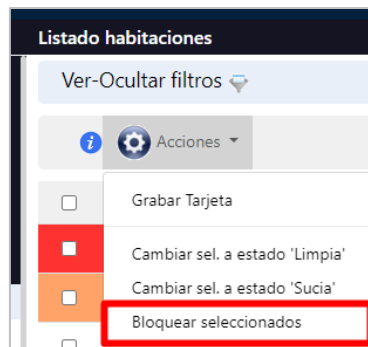 Listado habitaciones
Ver-Ocultar filtros
i Acciones
Grabar Tarjeta
Cambiar sel. a estado 'Limpia'
Cambiar sel. a estado 'Sucia'
Bloquear seleccionados